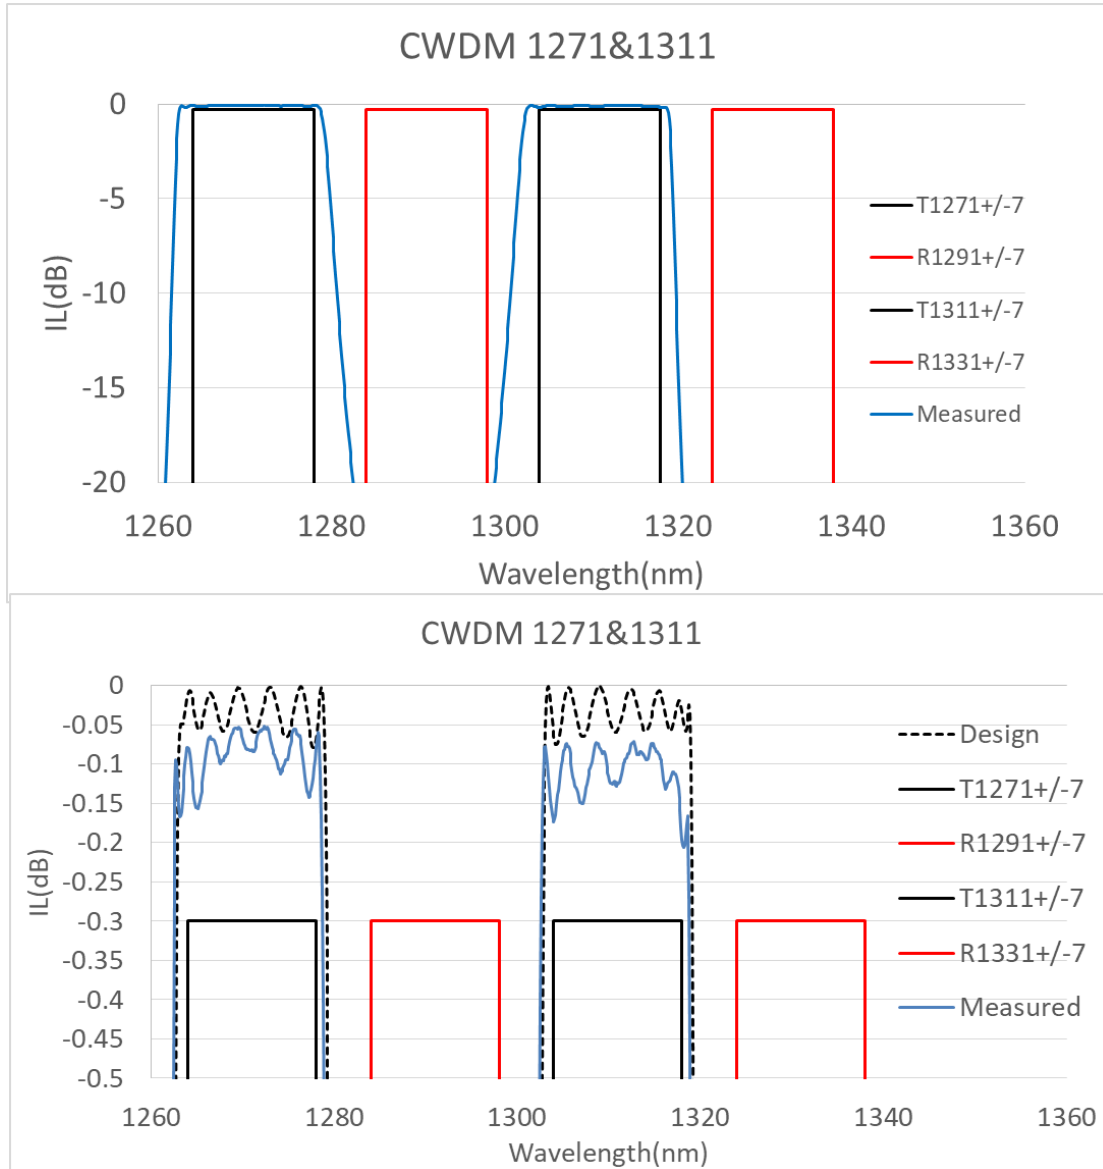 CWDM 1271&1311
IL(dB)
0
-5
-10
-15
-20
1260
1280
1300
1320
1340
1360
Wavelength(nm)
T1271+/-7
R1291+/-7
T1311+/-7
R1331+/-7
Measured
CWDM 1271&1311
IL(dB)
0
-0.05
-0.1
-0.15
-0.2
-0.25
-0.3
-0.35
-0.4
-0.45
-0.5
1260
1280
1300
1320
1340
1360
Wavelength(nm)
Design
T1271+/-7
R1291+/-7
T1311+/-7
R1331+/-7
Measured